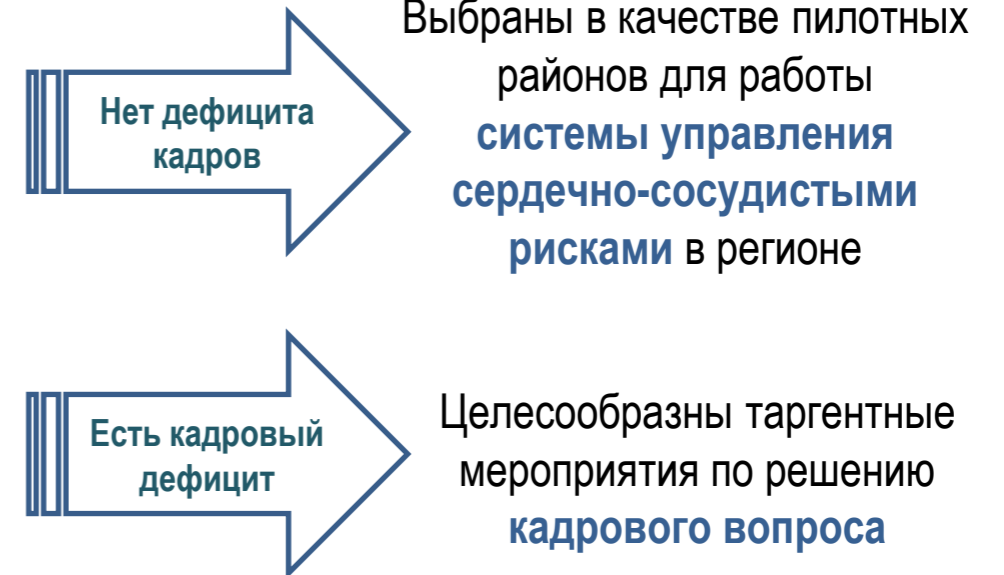 Выбраны в качестве пилотных
районов для работы
системы управления
сердечно-сосудистыми
рисками в регионе
Нет дефицита
кадров
Целесообразны таргентные
мероприятия по решению
кадрового вопроса
Есть кадровый
дефицит